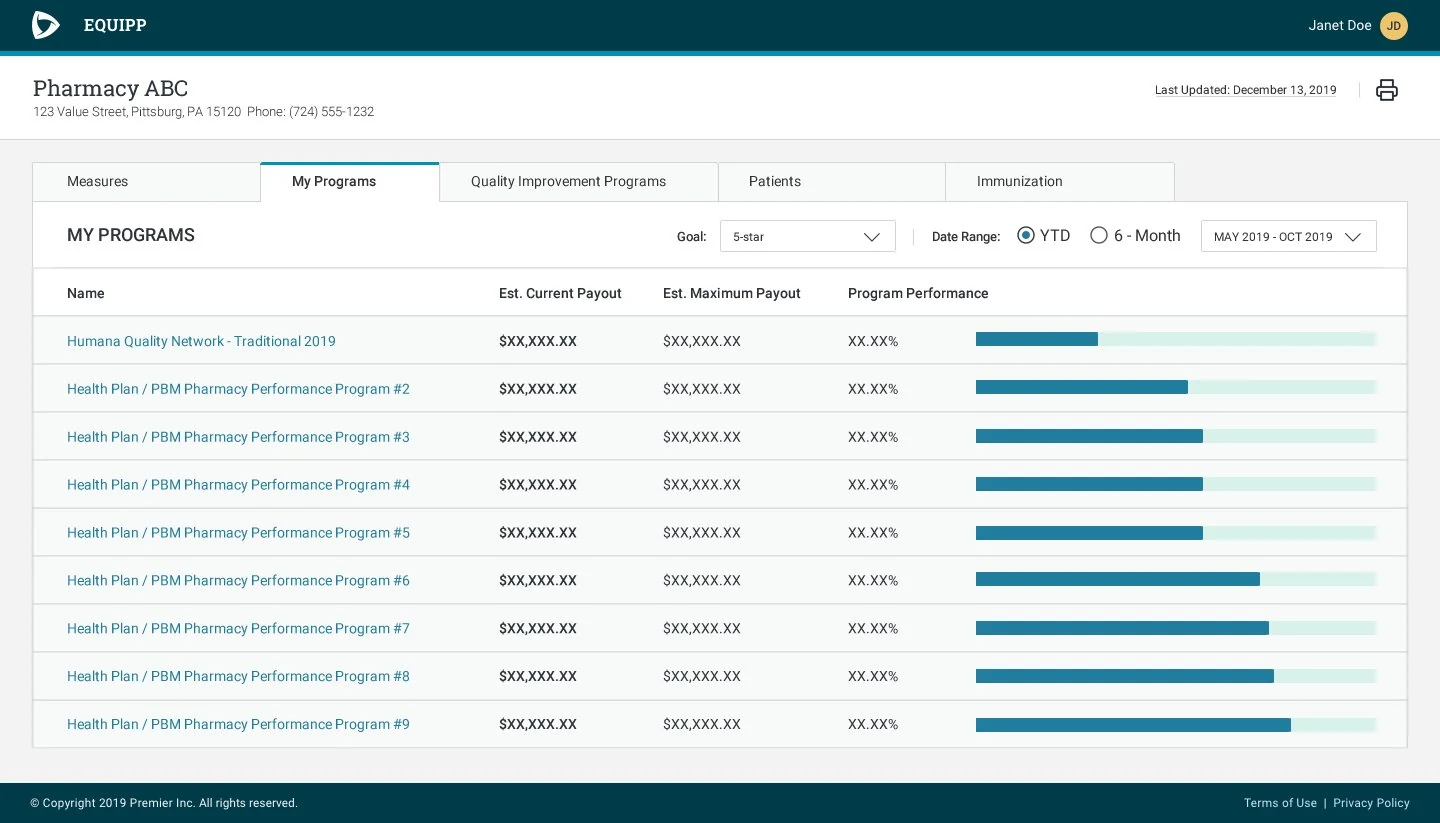 EQUIPP
Janet Doe JD
Pharmacy ABC
123 Value Street, Pittsburg, PA 15120 Phone: (724) 555-1232
Last Updated: December 13, 2019
Measures My Programs Quality Improvement Programs Patients Immunization
MY PROGRAMS Goal: 5-star Date Range: YTD 6 - Month MAY 2019 - OCT 2019
Name Est. Current Payout Est. Maximum Payout Program Performance
Humana Quality Network - Traditional 2019 $XX,XXX.XX $XX,XXX.XX XX.XX%
Health Plan / PBM Pharmacy Performance Program #2 $XX,XXX.XX $XX,XXX.XX XX.XX%
Health Plan / PBM Pharmacy Performance Program #3 $XX,XXX.XX $XX,XXX.XX XX.XX%
Health Plan / PBM Pharmacy Performance Program #4 $XX,XXX.XX $XX,XXX.XX XX.XX%
Health Plan / PBM Pharmacy Performance Program #5 $XX,XXX.XX $XX,XXX.XX XX.XX%
Health Plan / PBM Pharmacy Performance Program #6 $XX,XXX.XX $XX,XXX.XX XX.XX%
Health Plan / PBM Pharmacy Performance Program #7 $XX,XXX.XX $XX,XXX.XX XX.XX%
Health Plan / PBM Pharmacy Performance Program #8 $XX,XXX.XX $XX,XXX.XX XX.XX%
Health Plan / PBM Pharmacy Performance Program #9 $XX,XXX.XX $XX,XXX.XX XX.XX%
© Copyright 2019 Premier Inc. All rights reserved. Terms of Use | Privacy Policy